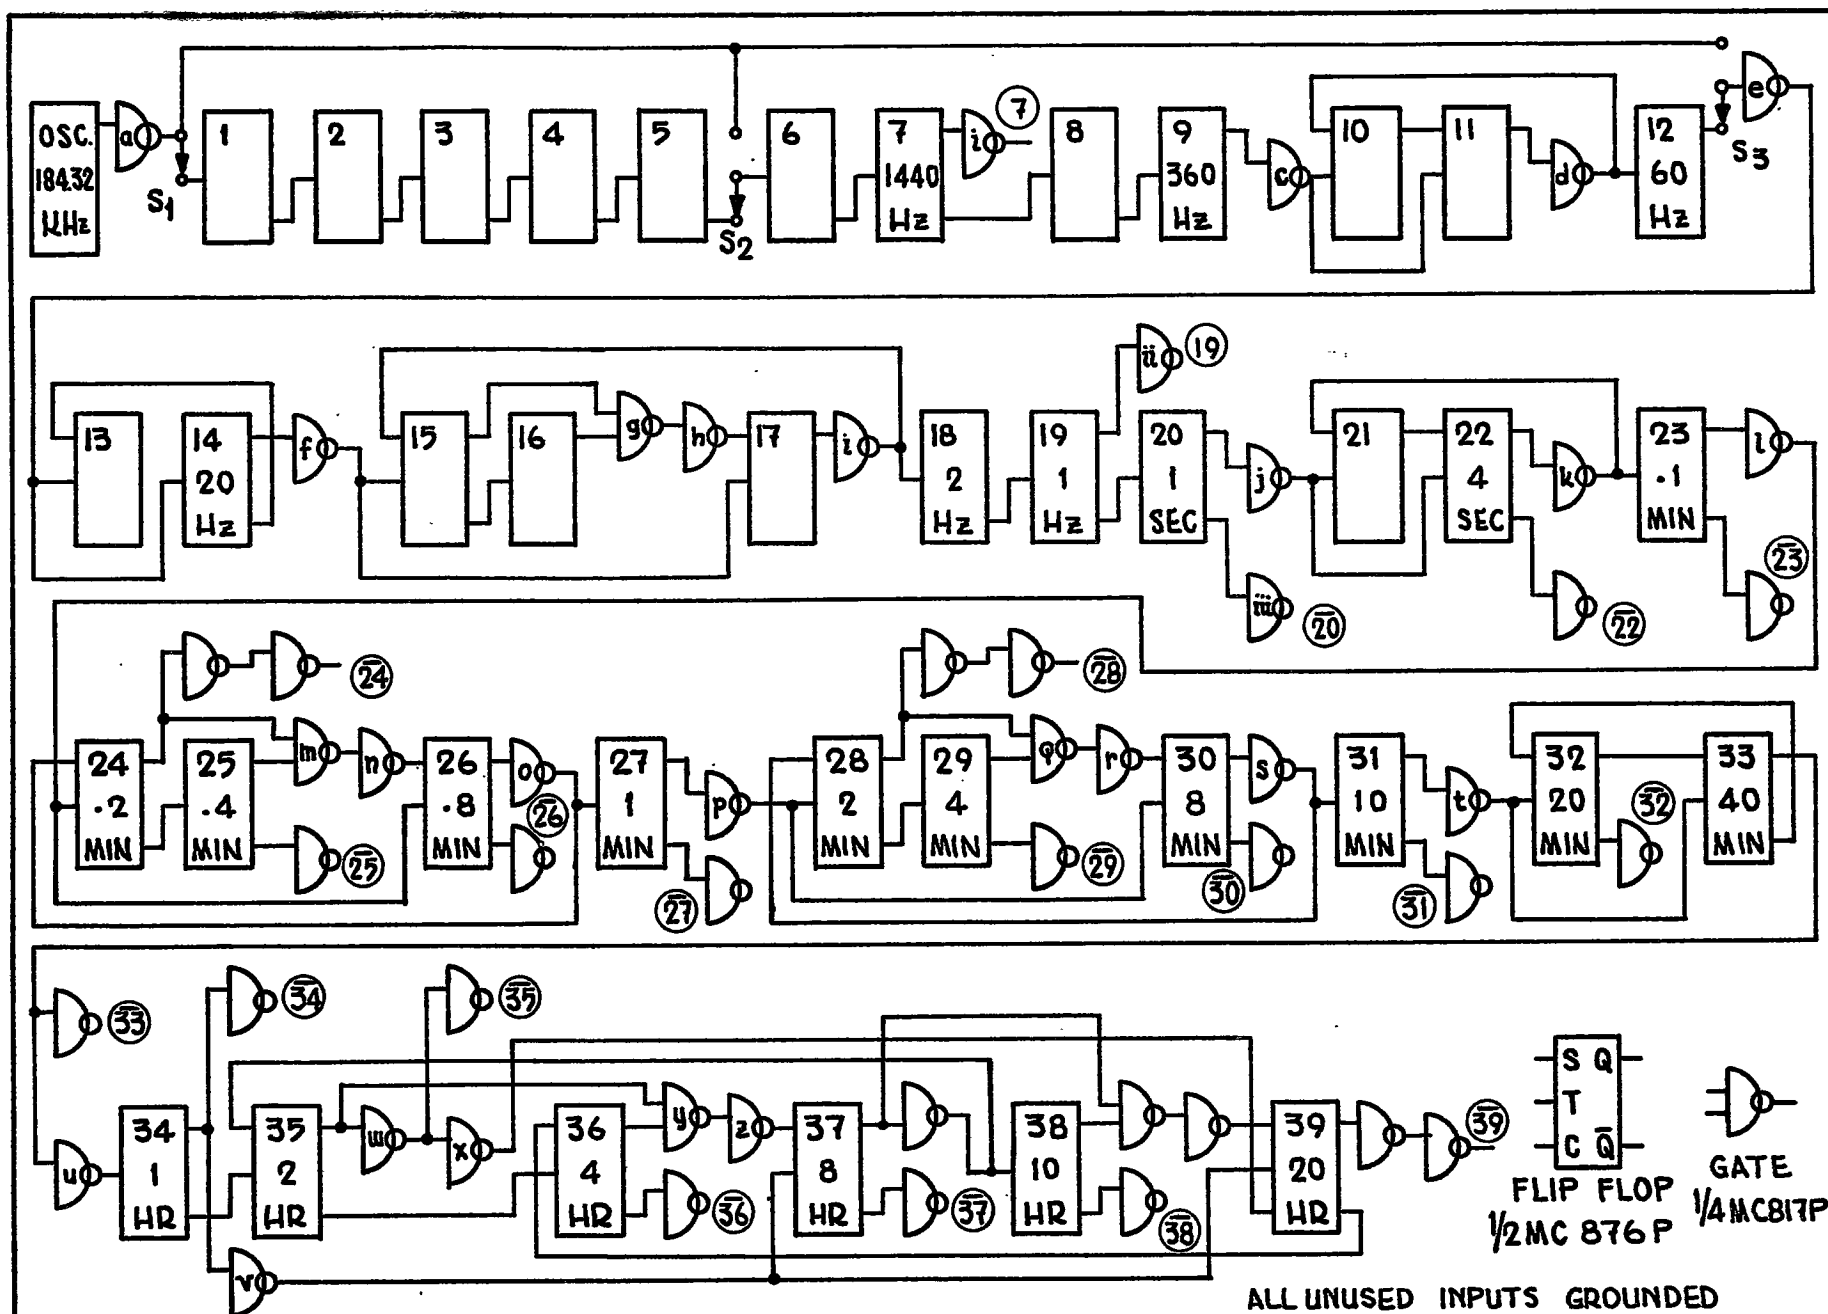 OSC.
184.32
KHz
a
S1
1
2
3
4
5
S2
6
7
1440
Hz
i
7
8
9
360
Hz
c
10
11
d
12
60
Hz
S3
e
13
14
20
Hz
f
15
16
g
h
17
i
18
2
Hz
19
1
Hz
ii
19
20
1
SEC
iii
20
j
21
22
4
SEC
22
k
23
.1
MIN
23
l
24
.2
MIN
24
25
.4
MIN
25
m
n
26
.8
MIN
o
26
27
1
MIN
p
27
28
2
MIN
28
29
4
MIN
29
q
r
30
8
MIN
s
30
31
10
MIN
t
31
32
20
MIN
32
33
40
MIN
33
u
34
1
HR
34
v
35
2
HR
w
35
x
36
4
HR
36
y
z
37
8
HR
37
38
10
HR
38
39
20
HR
39
S Q
T
C Q̅
FLIP FLOP
1/2 MC 876 P
GATE
1/4 MC817P
ALL UNUSED INPUTS GROUNDED